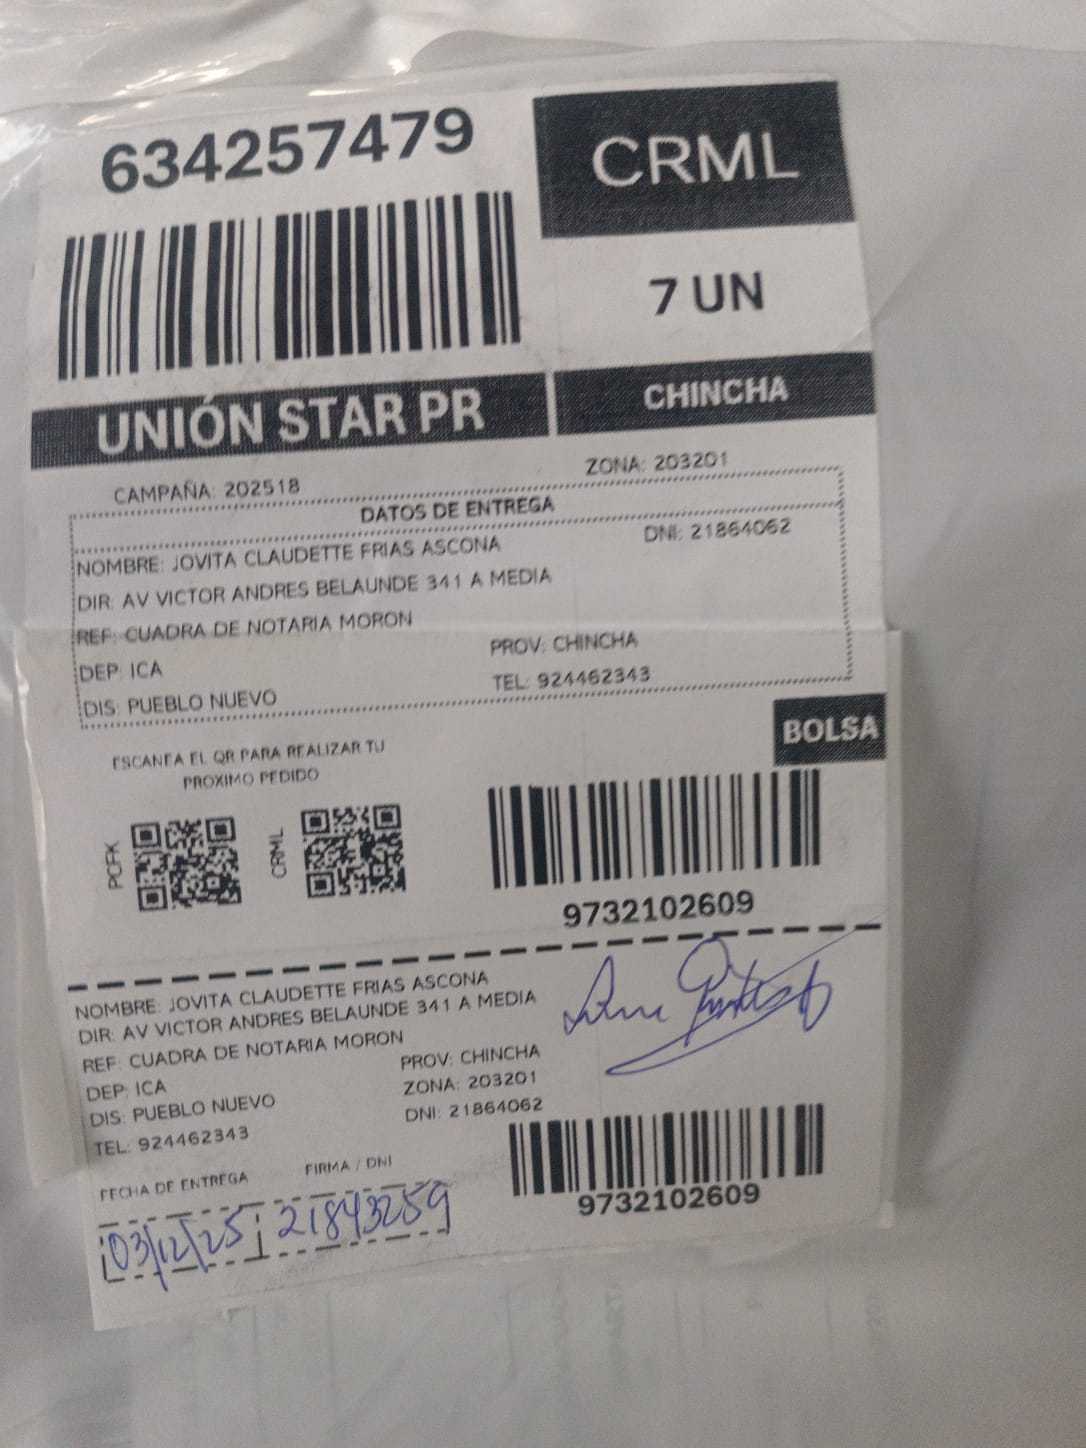 634257479
CRML
7 UN
UNIÓN STAR PR
CHINCHA
CAMPAÑA: 202518
ZONA: 203201
DATOS DE ENTREGA
NOMBRE: JOVITA CLAUDETTE FRIAS ASCONA
DNI: 21864062
DIR: AV VICTOR ANDRES BELAUNDE 341 A MEDIA
REF: CUADRA DE NOTARIA MORON
DEP: ICA
PROV: CHINCHA
DIS: PUEBLO NUEVO
TEL: 924462343
BOLSA
ESCANEA EL QR PARA REALIZAR TU
PROXIMO PEDIDO
PCFK
CRML
9732102609
NOMBRE: JOVITA CLAUDETTE FRIAS ASCONA
DIR: AV VICTOR ANDRES BELAUNDE 341 A MEDIA
REF: CUADRA DE NOTARIA MORON
DEP: ICA
PROV: CHINCHA
DIS: PUEBLO NUEVO
ZONA: 203201
TEL: 924462343
DNI: 21864062
FECHA DE ENTREGA
FIRMA / DNI
9732102609
03/12/25
21843259